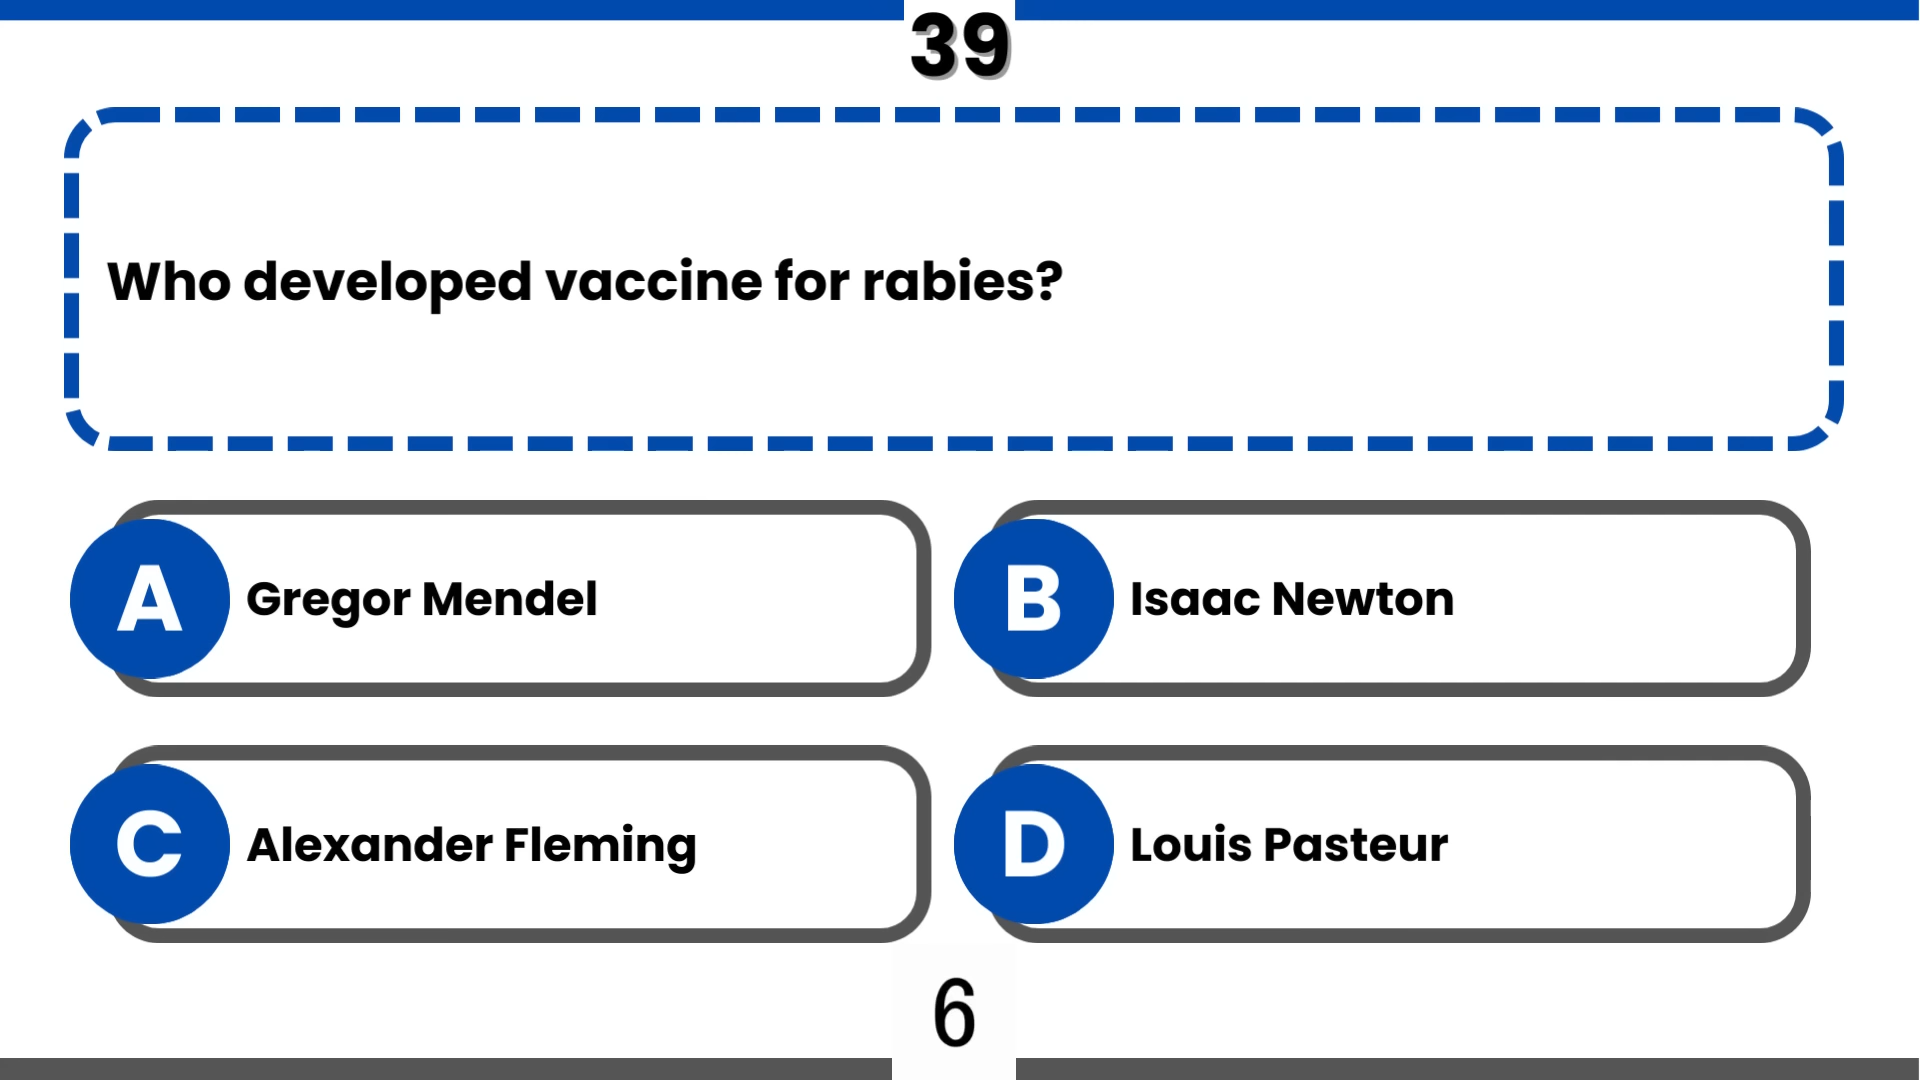 39
Who developed vaccine for rabies?
A Gregor Mendel
B Isaac Newton
C Alexander Fleming
D Louis Pasteur
6